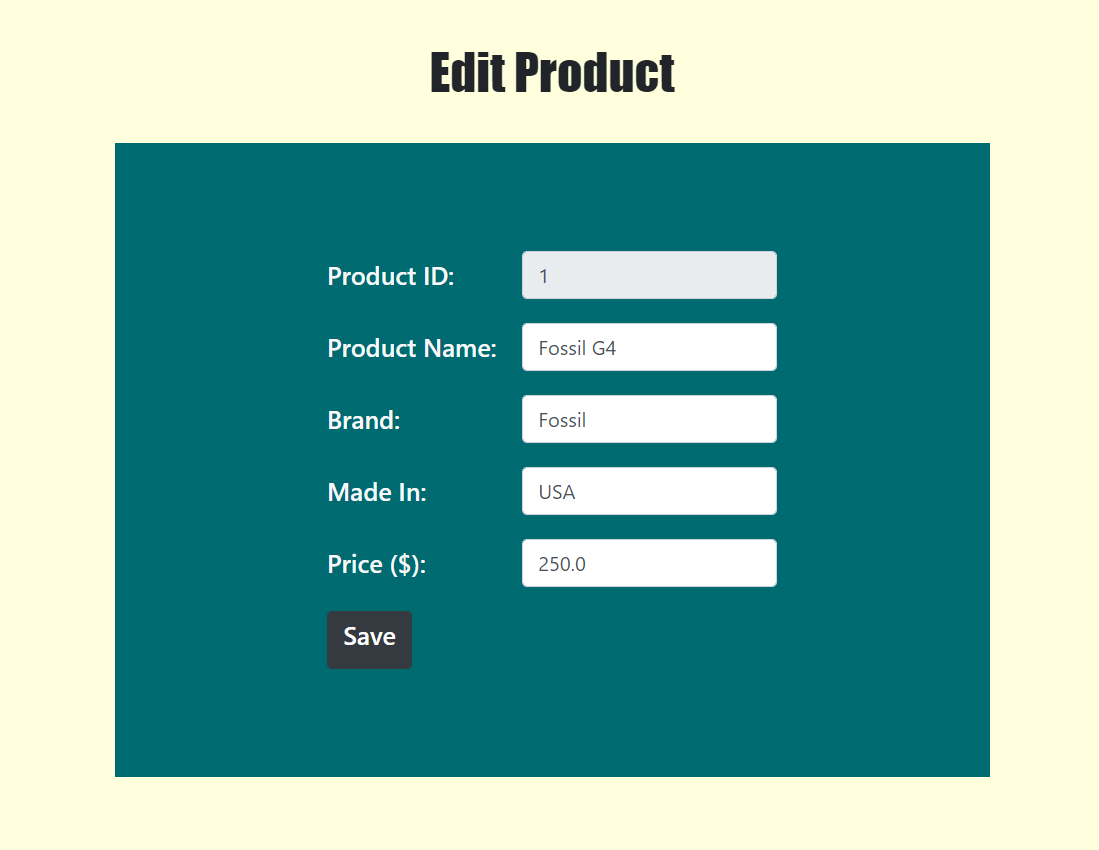 Edit Product
Product ID: 1
Product Name: Fossil G4
Brand: Fossil
Made In: USA
Price ($): 250.0
Save